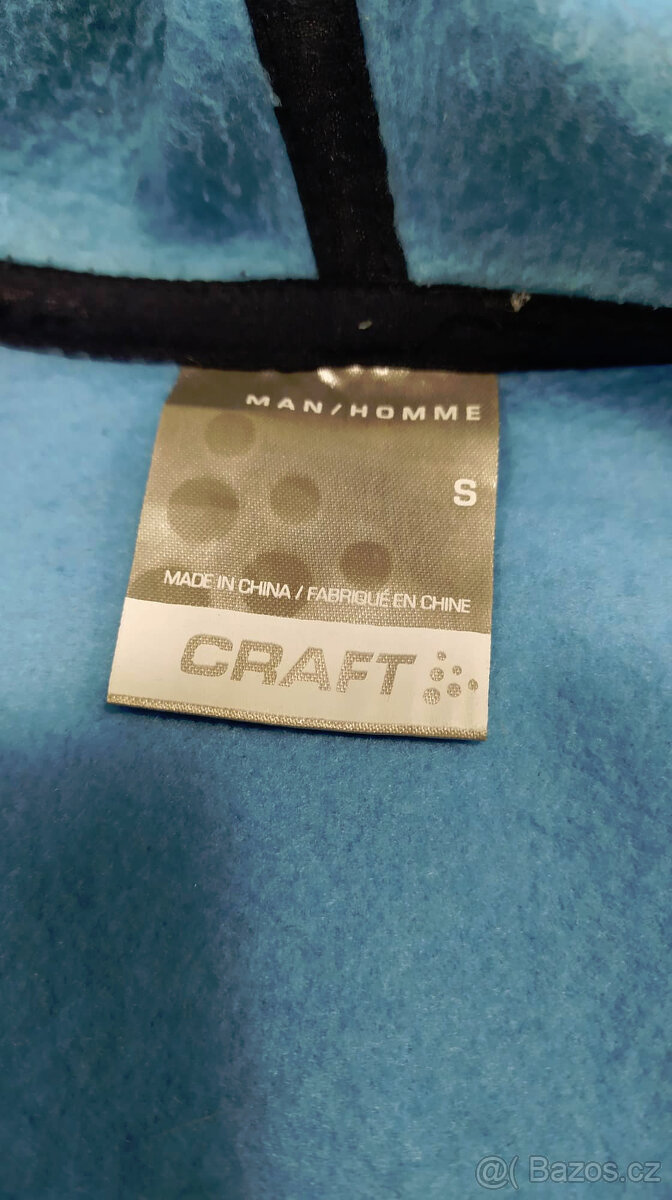 MAN/HOMME
S
MADE IN CHINA / FABRIQUÉ EN CHINE
CRAFT
@( Bazos.cz